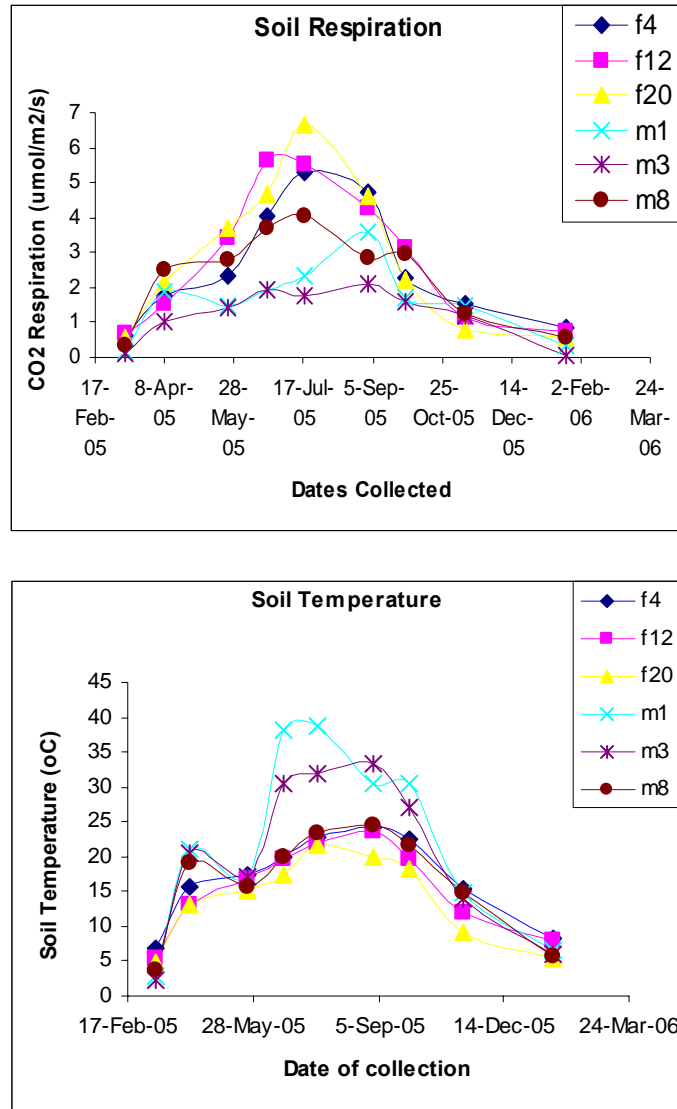 Soil Respiration
f4
f12
f20
m1
m3
m8
CO2 Respiration (umol/m2/s)
7
6
5
4
3
2
1
0
17-Feb-05
8-Apr-05
28-May-05
17-Jul-05
5-Sep-05
25-Oct-05
14-Dec-05
2-Feb-06
24-Mar-06
Dates Collected
Soil Temperature
f4
f12
f20
m1
m3
m8
Soil Temperature (oC)
45
40
35
30
25
20
15
10
5
0
17-Feb-05 28-May-05 5-Sep-05 14-Dec-05 24-Mar-06
Date of collection